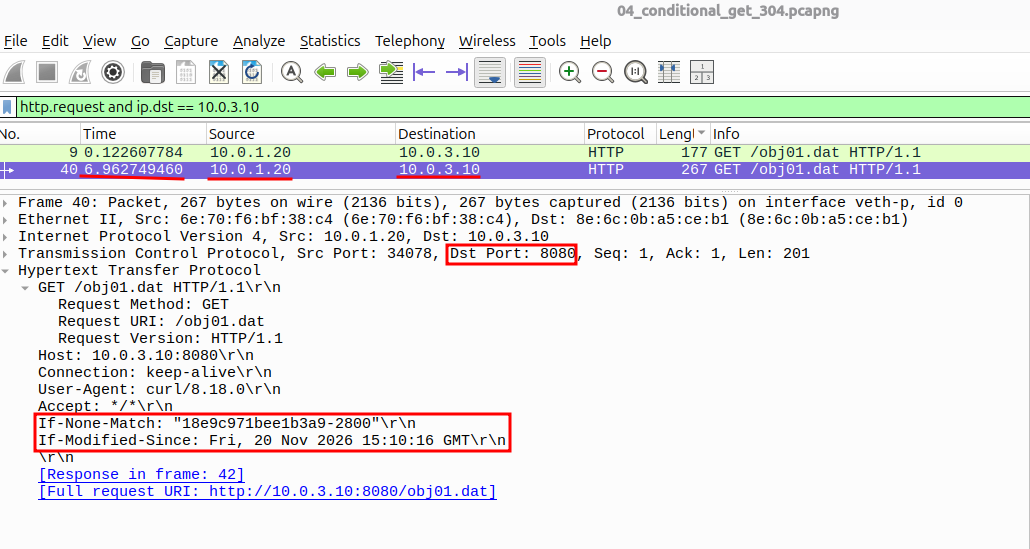 04_conditional_get_304.pcapng
File Edit View Go Capture Analyze Statistics Telephony Wireless Tools Help
http.request and ip.dst == 10.0.3.10
No. Time Source Destination Protocol Lengl Info
9 0.122607784 10.0.1.20 10.0.3.10 HTTP 177 GET /obj01.dat HTTP/1.1
40 6.962749460 10.0.1.20 10.0.3.10 HTTP 267 GET /obj01.dat HTTP/1.1
Frame 40: Packet, 267 bytes on wire (2136 bits), 267 bytes captured (2136 bits) on interface veth-p, id 0
Ethernet II, Src: 6e:70:f6:bf:38:c4 (6e:70:f6:bf:38:c4), Dst: 8e:6c:0b:a5:ce:b1 (8e:6c:0b:a5:ce:b1)
Internet Protocol Version 4, Src: 10.0.1.20, Dst: 10.0.3.10
Transmission Control Protocol, Src Port: 34078, Dst Port: 8080, Seq: 1, Ack: 1, Len: 201
Hypertext Transfer Protocol
GET /obj01.dat HTTP/1.1\r\n
Request Method: GET
Request URI: /obj01.dat
Request Version: HTTP/1.1
Host: 10.0.3.10:8080\r\n
Connection: keep-alive\r\n
User-Agent: curl/8.18.0\r\n
Accept: */*\r\n
If-None-Match: "18e9c971bee1b3a9-2800"\r\n
If-Modified-Since: Fri, 20 Nov 2026 15:10:16 GMT\r\n
\r\n
[Response in frame: 42]
[Full request URI: http://10.0.3.10:8080/obj01.dat]